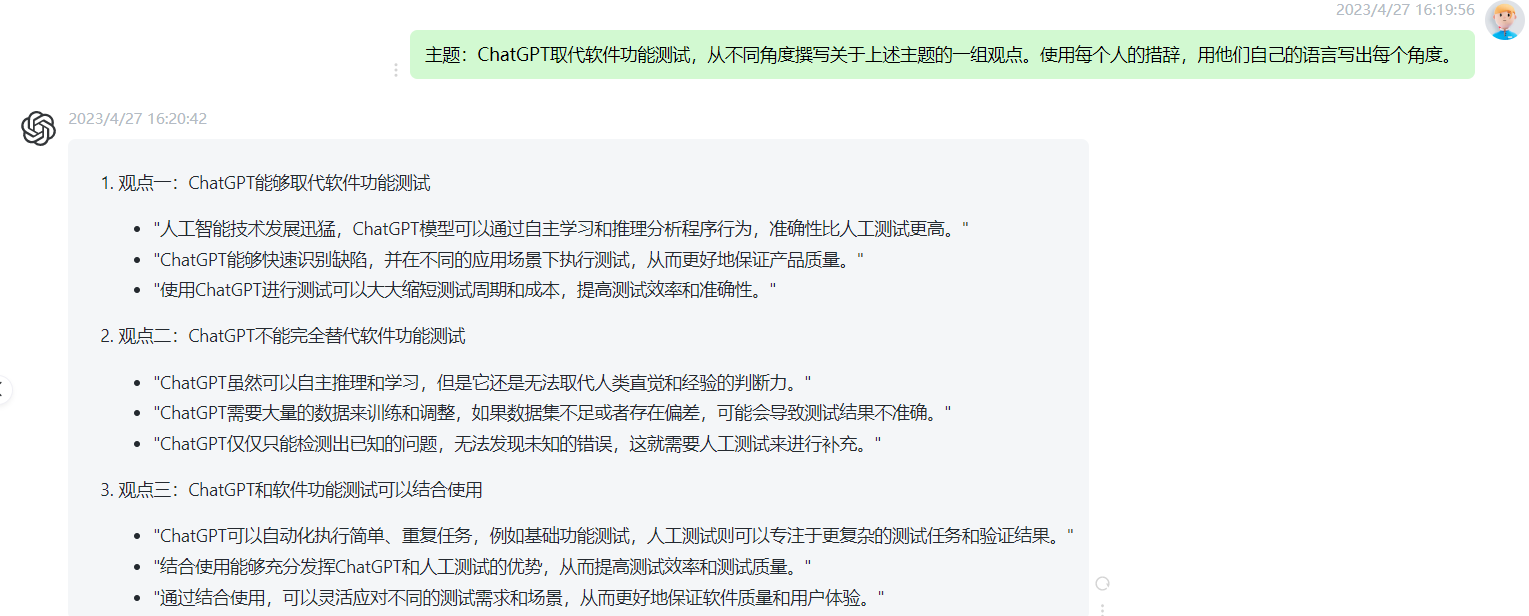 2023/4/27 16:19:56
主题：ChatGPT取代软件功能测试，从不同角度撰写关于上述主题的一组观点。使用每个人的措辞，用他们自己的语言写出每个角度。
2023/4/27 16:20:42
1. 观点一：ChatGPT能够取代软件功能测试
• "人工智能技术发展迅猛，ChatGPT模型可以通过自主学习和推理分析程序行为，准确性比人工测试更高。"
• "ChatGPT能够快速识别缺陷，并在不同的应用场景下执行测试，从而更好地保证产品质量。"
• "使用ChatGPT进行测试可以大大缩短测试周期和成本，提高测试效率和准确性。"
2. 观点二：ChatGPT不能完全替代软件功能测试
• "ChatGPT虽然可以自主推理和学习，但是它还是无法取代人类直觉和经验的判断力。"
• "ChatGPT需要大量的数据来训练和调整，如果数据集不足或者存在偏差，可能会导致测试结果不准确。"
• "ChatGPT仅仅只能检测出已知的问题，无法发现未知的错误，这就需要人工测试来进行补充。"
3. 观点三：ChatGPT和软件功能测试可以结合使用
• "ChatGPT可以自动化执行简单、重复任务，例如基础功能测试，人工测试则可以专注于更复杂的测试任务和验证结果。"
• "结合使用能够充分发挥ChatGPT和人工测试的优势，从而提高测试效率和测试质量。"
• "通过结合使用，可以灵活应对不同的测试需求和场景，从而更好地保证软件质量和用户体验。"